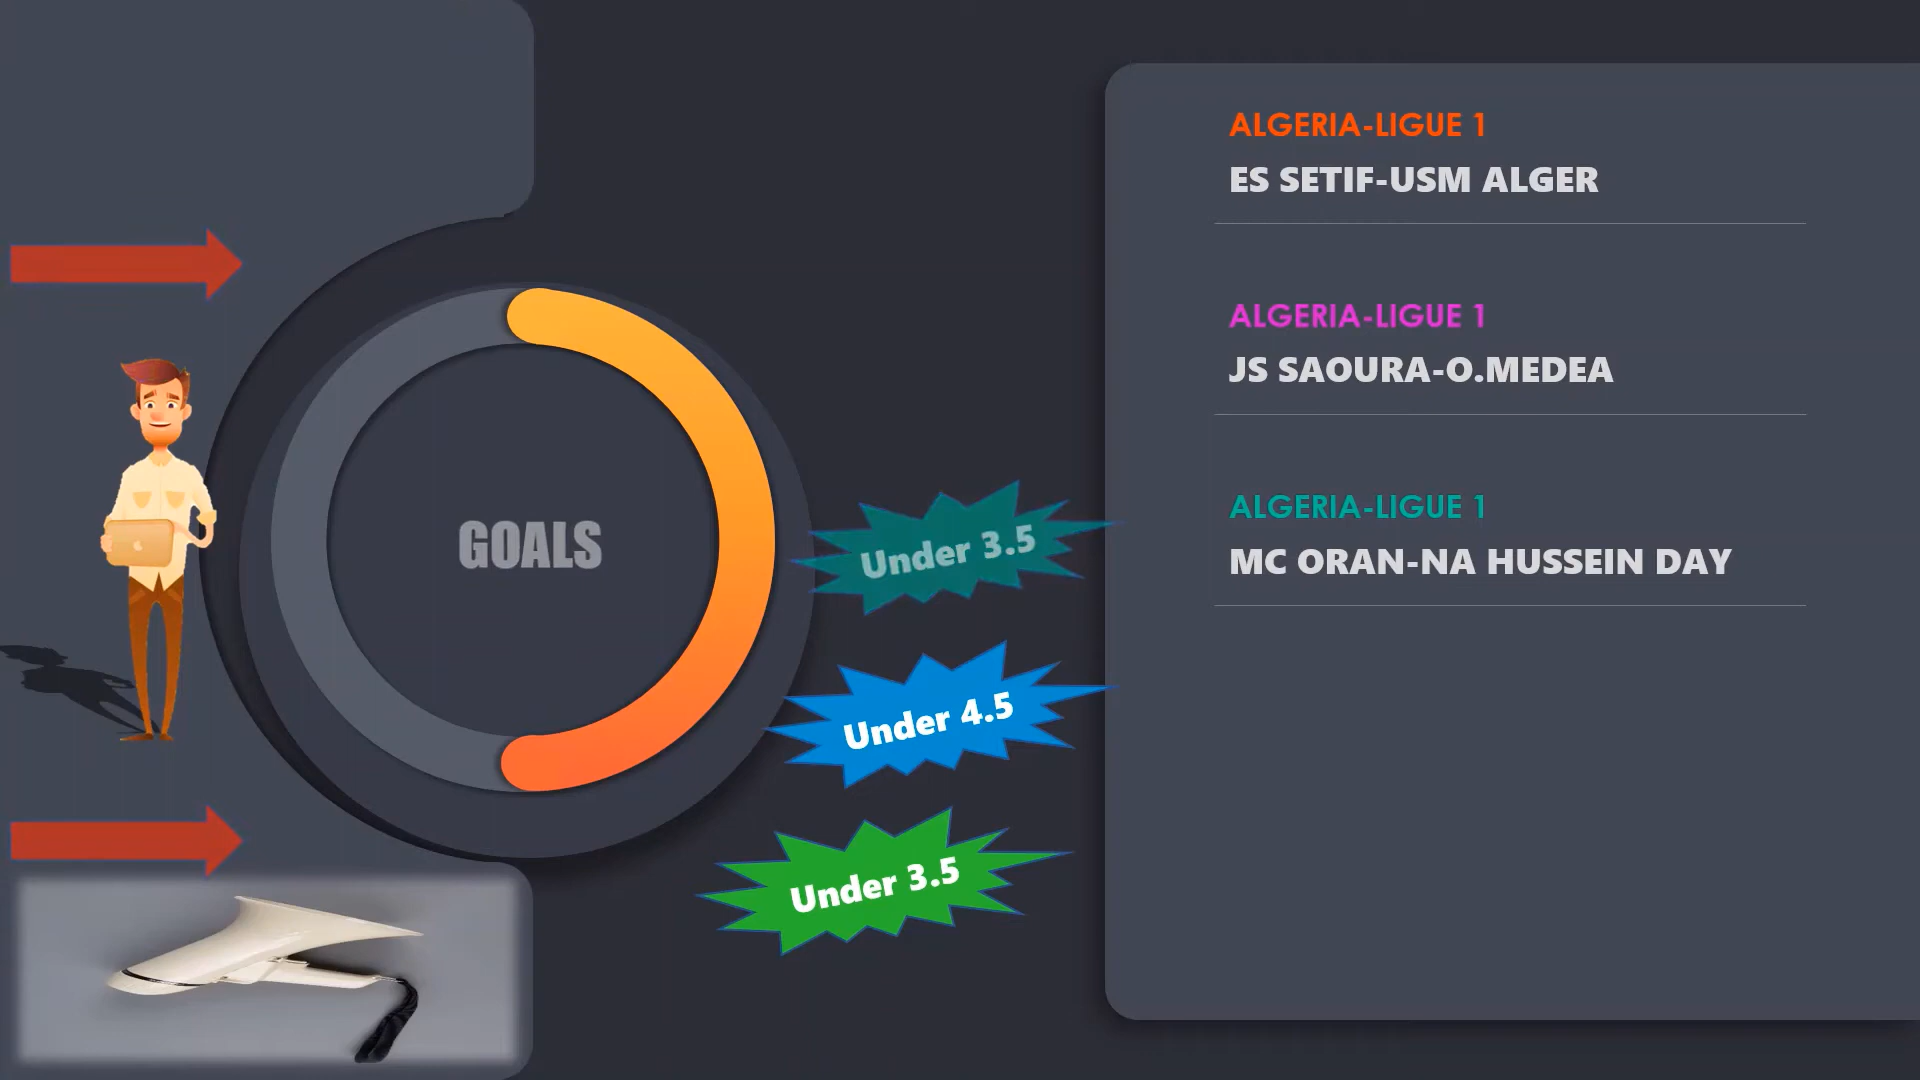 ALGERIA-LIGUE 1
ES SETIF-USM ALGER
ALGERIA-LIGUE 1
JS SAOURA-O.MEDEA
ALGERIA-LIGUE 1
MC ORAN-NA HUSSEIN DAY
GOALS
Under 3.5
Under 4.5
Under 3.5